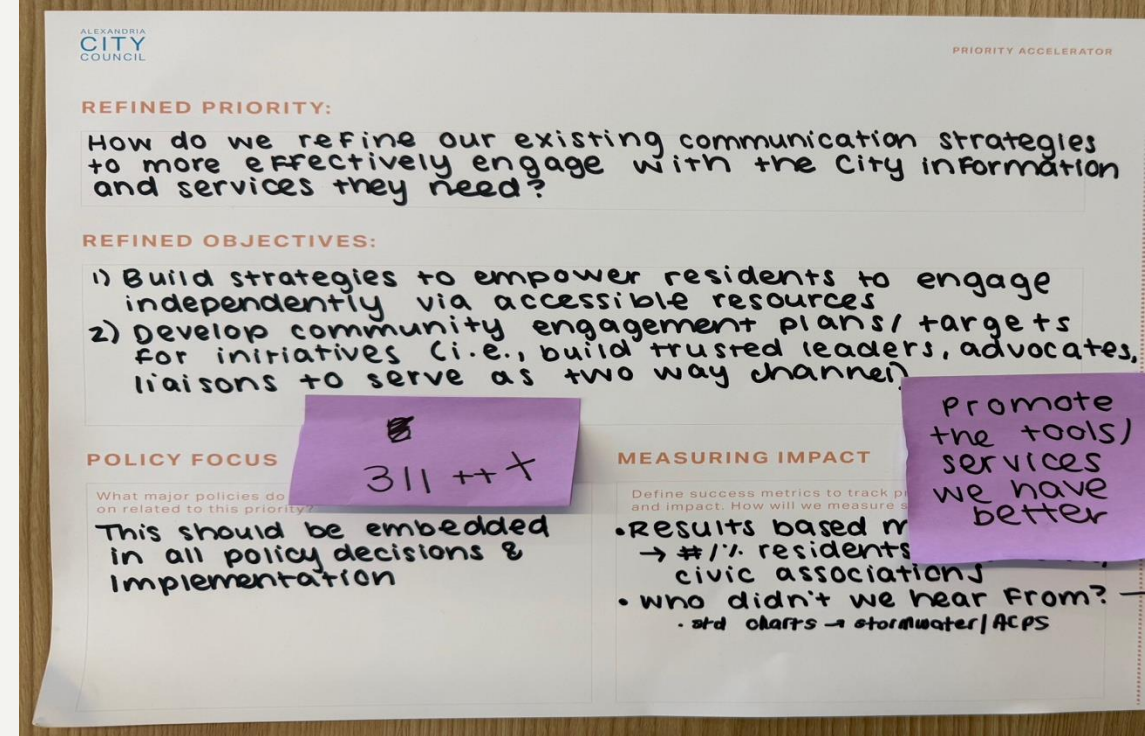 ALEXANDRIA
CITY
COUNCIL
PRIORITY ACCELERATOR
REFINED PRIORITY:
How do we refine our existing communication strategies
to more effectively engage with the City information
and services they need?
REFINED OBJECTIVES:
1) Build strategies to empower residents to engage
independently via accessible resources
2) Develop community engagement plans/ targets
for initiatives (i.e., build trusted leaders, advocates,
liaisons to serve as two way channel)
311 +++
Promote
the tools/
services
we have
better
POLICY FOCUS
What major policies do
on related to this priority?
This should be embedded
in all policy decisions &
Implementation
MEASURING IMPACT
Define success metrics to track
and impact. How will we measure
• Results based
→ #/% residents
civic associations
• who didn't we hear from? —
• std charts → stormwater/ACPS